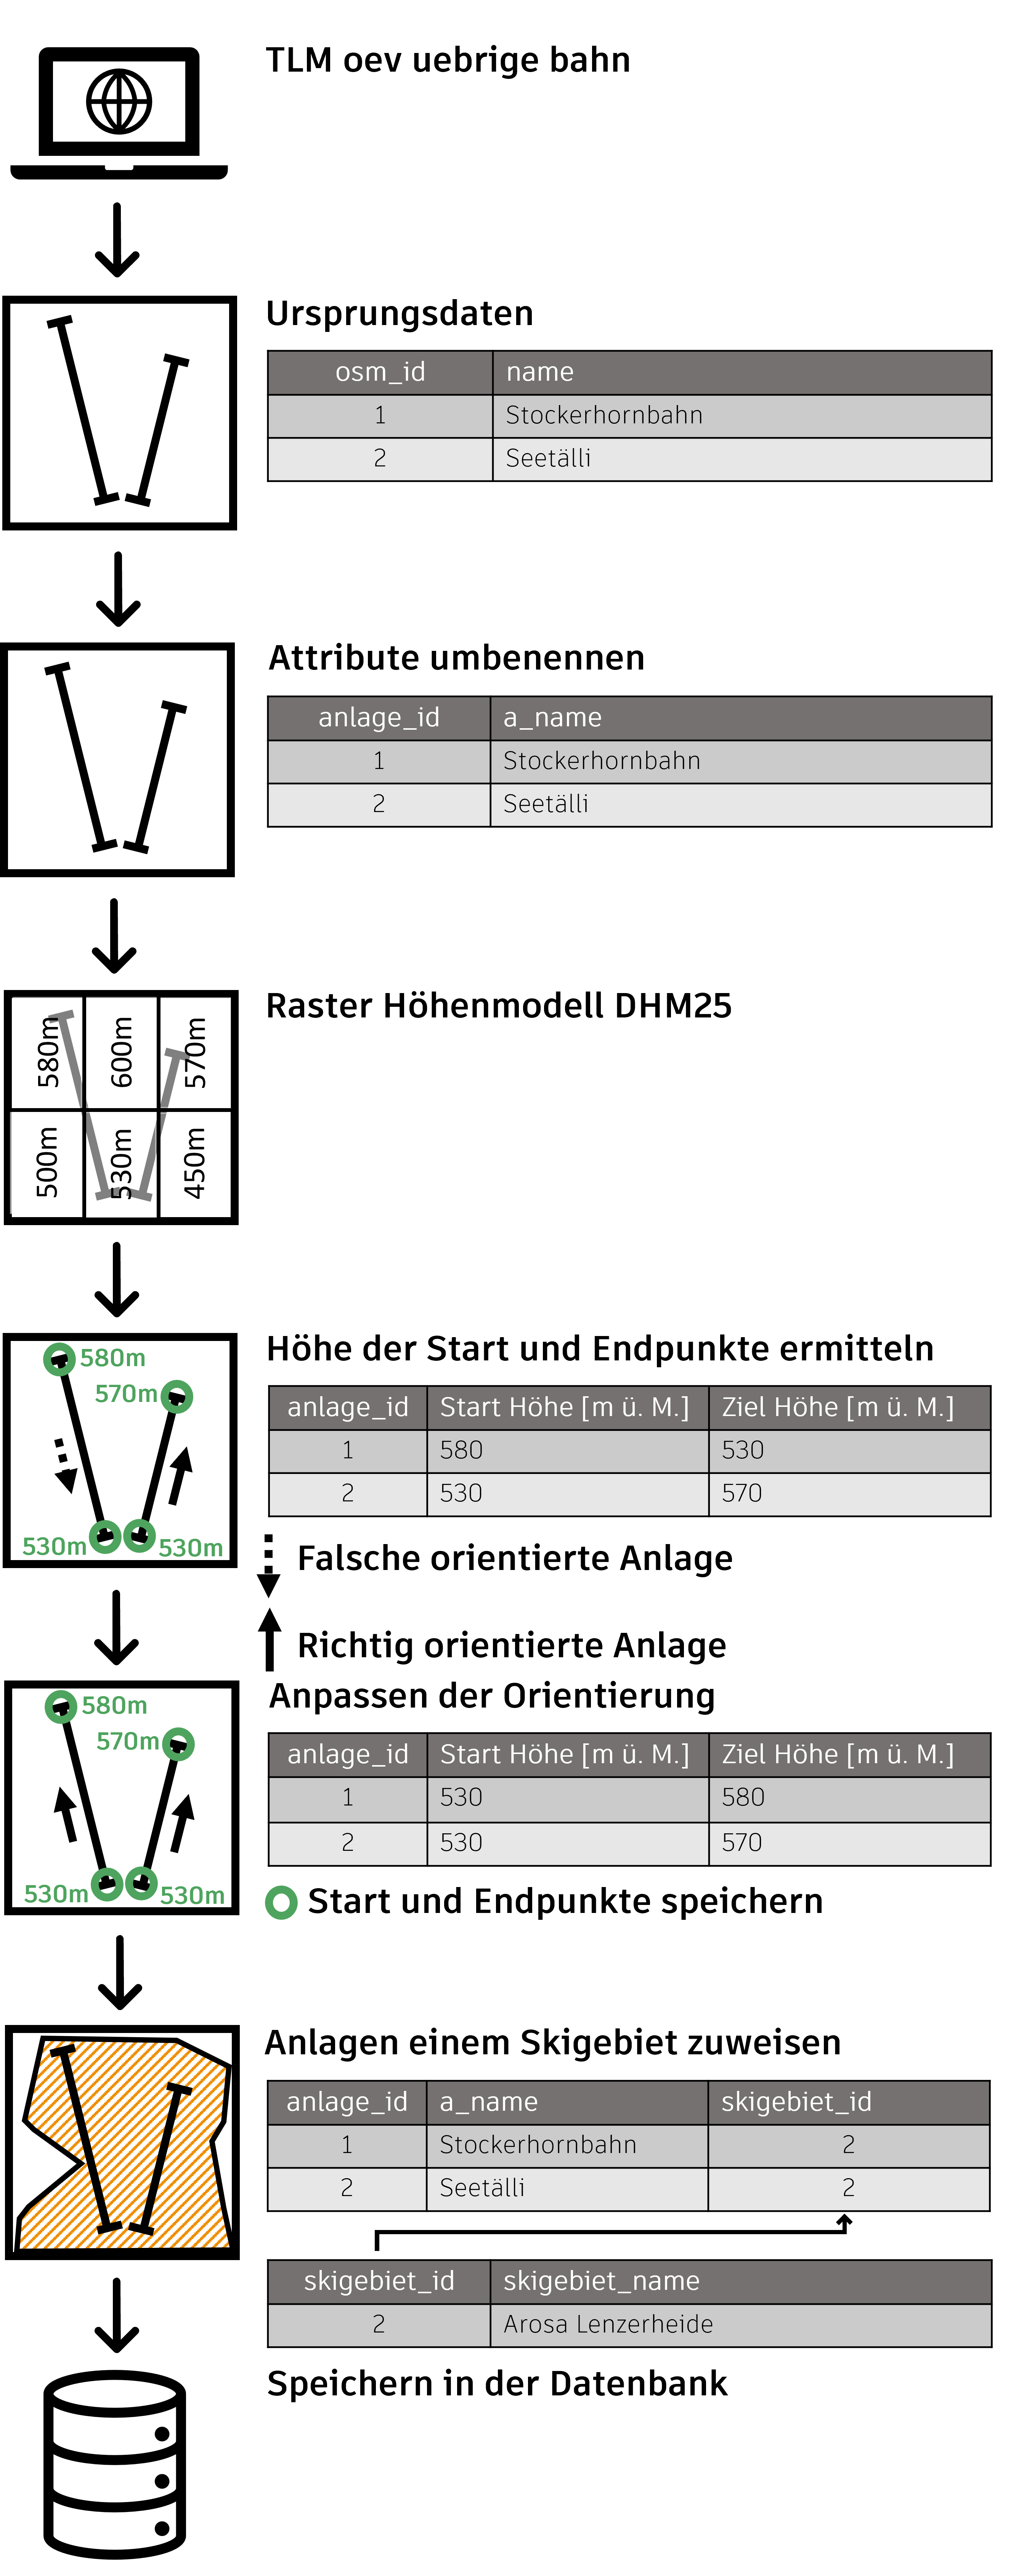 TLM oev uebrige bahn
Ursprungsdaten
osm_id name
1 Stockerhornbahn
2 Seetälli
Attribute umbenennen
anlage_id a_name
1 Stockerhornbahn
2 Seetälli
Raster Höhenmodell DHM25
580m 600m 570m
500m 530m 450m
Höhe der Start und Endpunkte ermitteln
580m
570m
530m 530m
anlage_id Start Höhe [m ü. M.] Ziel Höhe [m ü. M.]
1 580 530
2 530 570
Falsche orientierte Anlage
Richtig orientierte Anlage
Anpassen der Orientierung
580m
570m
530m 530m
anlage_id Start Höhe [m ü. M.] Ziel Höhe [m ü. M.]
1 530 580
2 530 570
Start und Endpunkte speichern
Anlagen einem Skigebiet zuweisen
anlage_id a_name skigebiet_id
1 Stockerhornbahn 2
2 Seetälli 2
skigebiet_id skigebiet_name
2 Arosa Lenzerheide
Speichern in der Datenbank